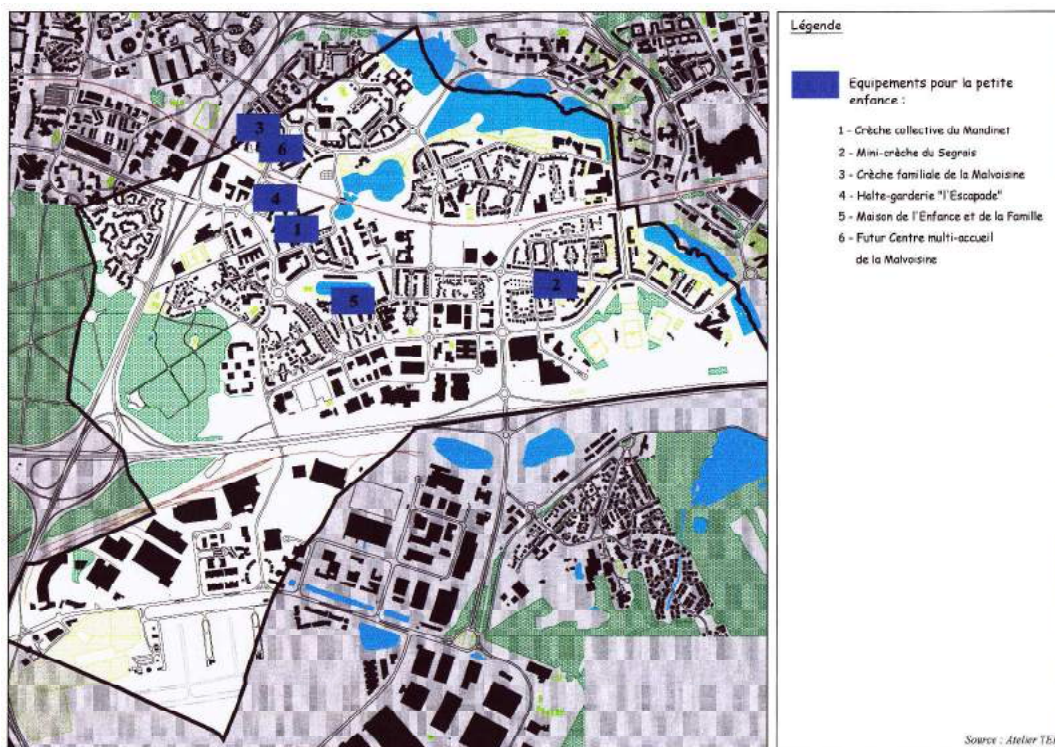 Légende
Equipements pour la petite
enfance :
1 - Crèche collective du Mandinet
2 - Mini-crèche du Segrais
3 - Crèche familiale de la Malvoisine
4 - Halte-garderie "l'Escapade"
5 - Maison de l'Enfance et de la Famille
6 - Futur Centre multi-accueil
de la Malvoisine
3
6
4
1
2
5
Source : Atelier